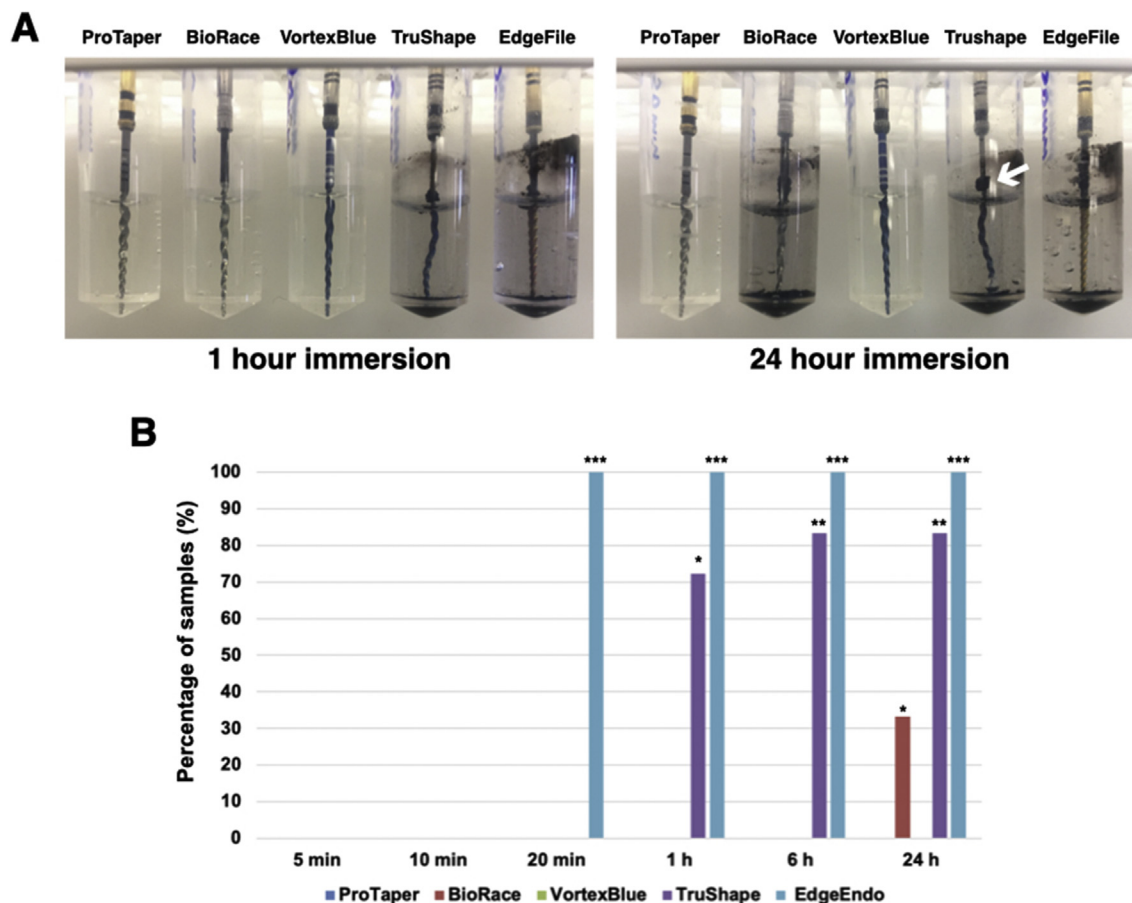 A
ProTaper BioRace VortexBlue TruShape EdgeFile
ProTaper BioRace VortexBlue Trushape EdgeFile
1 hour immersion
24 hour immersion
B
Percentage of samples (%)
100
90
80
70
60
50
40
30
20
10
0
***
***
***
***
*
**
**
*
5 min 10 min 20 min 1 h 6 h 24 h
ProTaper BioRace VortexBlue TruShape EdgeEndo